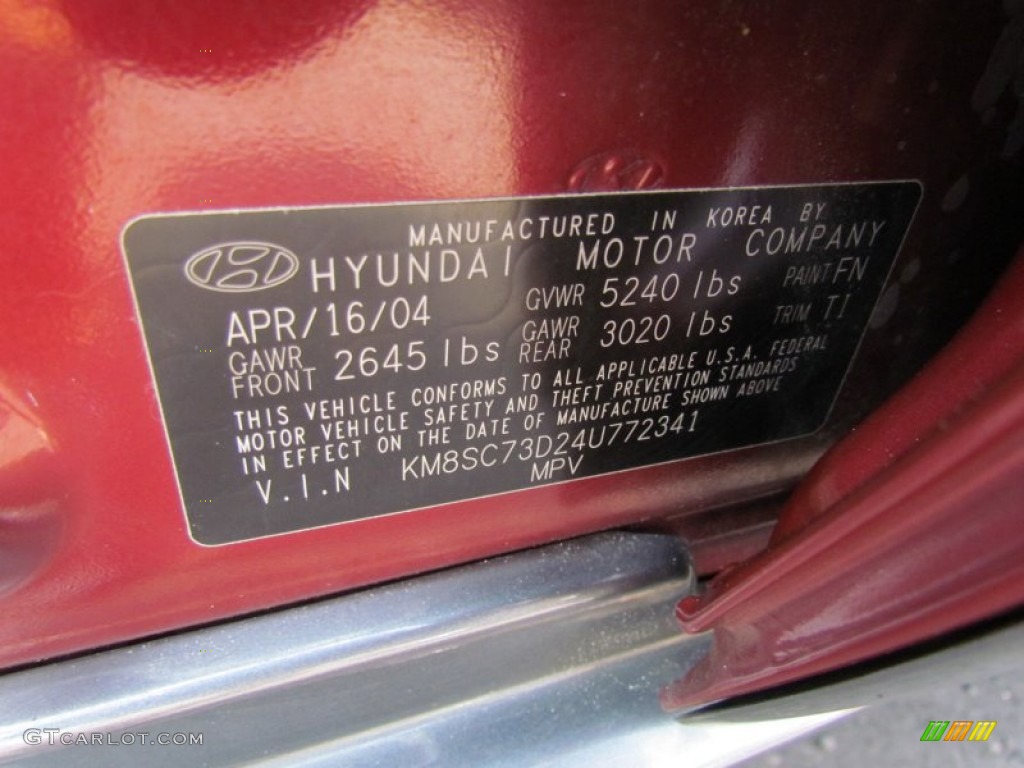 MANUFACTURED IN KOREA BY
HYUNDAI MOTOR COMPANY
APR/16/04 GVWR 5240 lbs PAINT FN
GAWR FRONT 2645 lbs GAWR REAR 3020 lbs TRIM TI
THIS VEHICLE CONFORMS TO ALL APPLICABLE U.S.A. FEDERAL
MOTOR VEHICLE SAFETY AND THEFT PREVENTION STANDARDS
IN EFFECT ON THE DATE OF MANUFACTURE SHOWN ABOVE
V.I.N KM8SC73D24U772341
MPV
GTCARLOT.COM